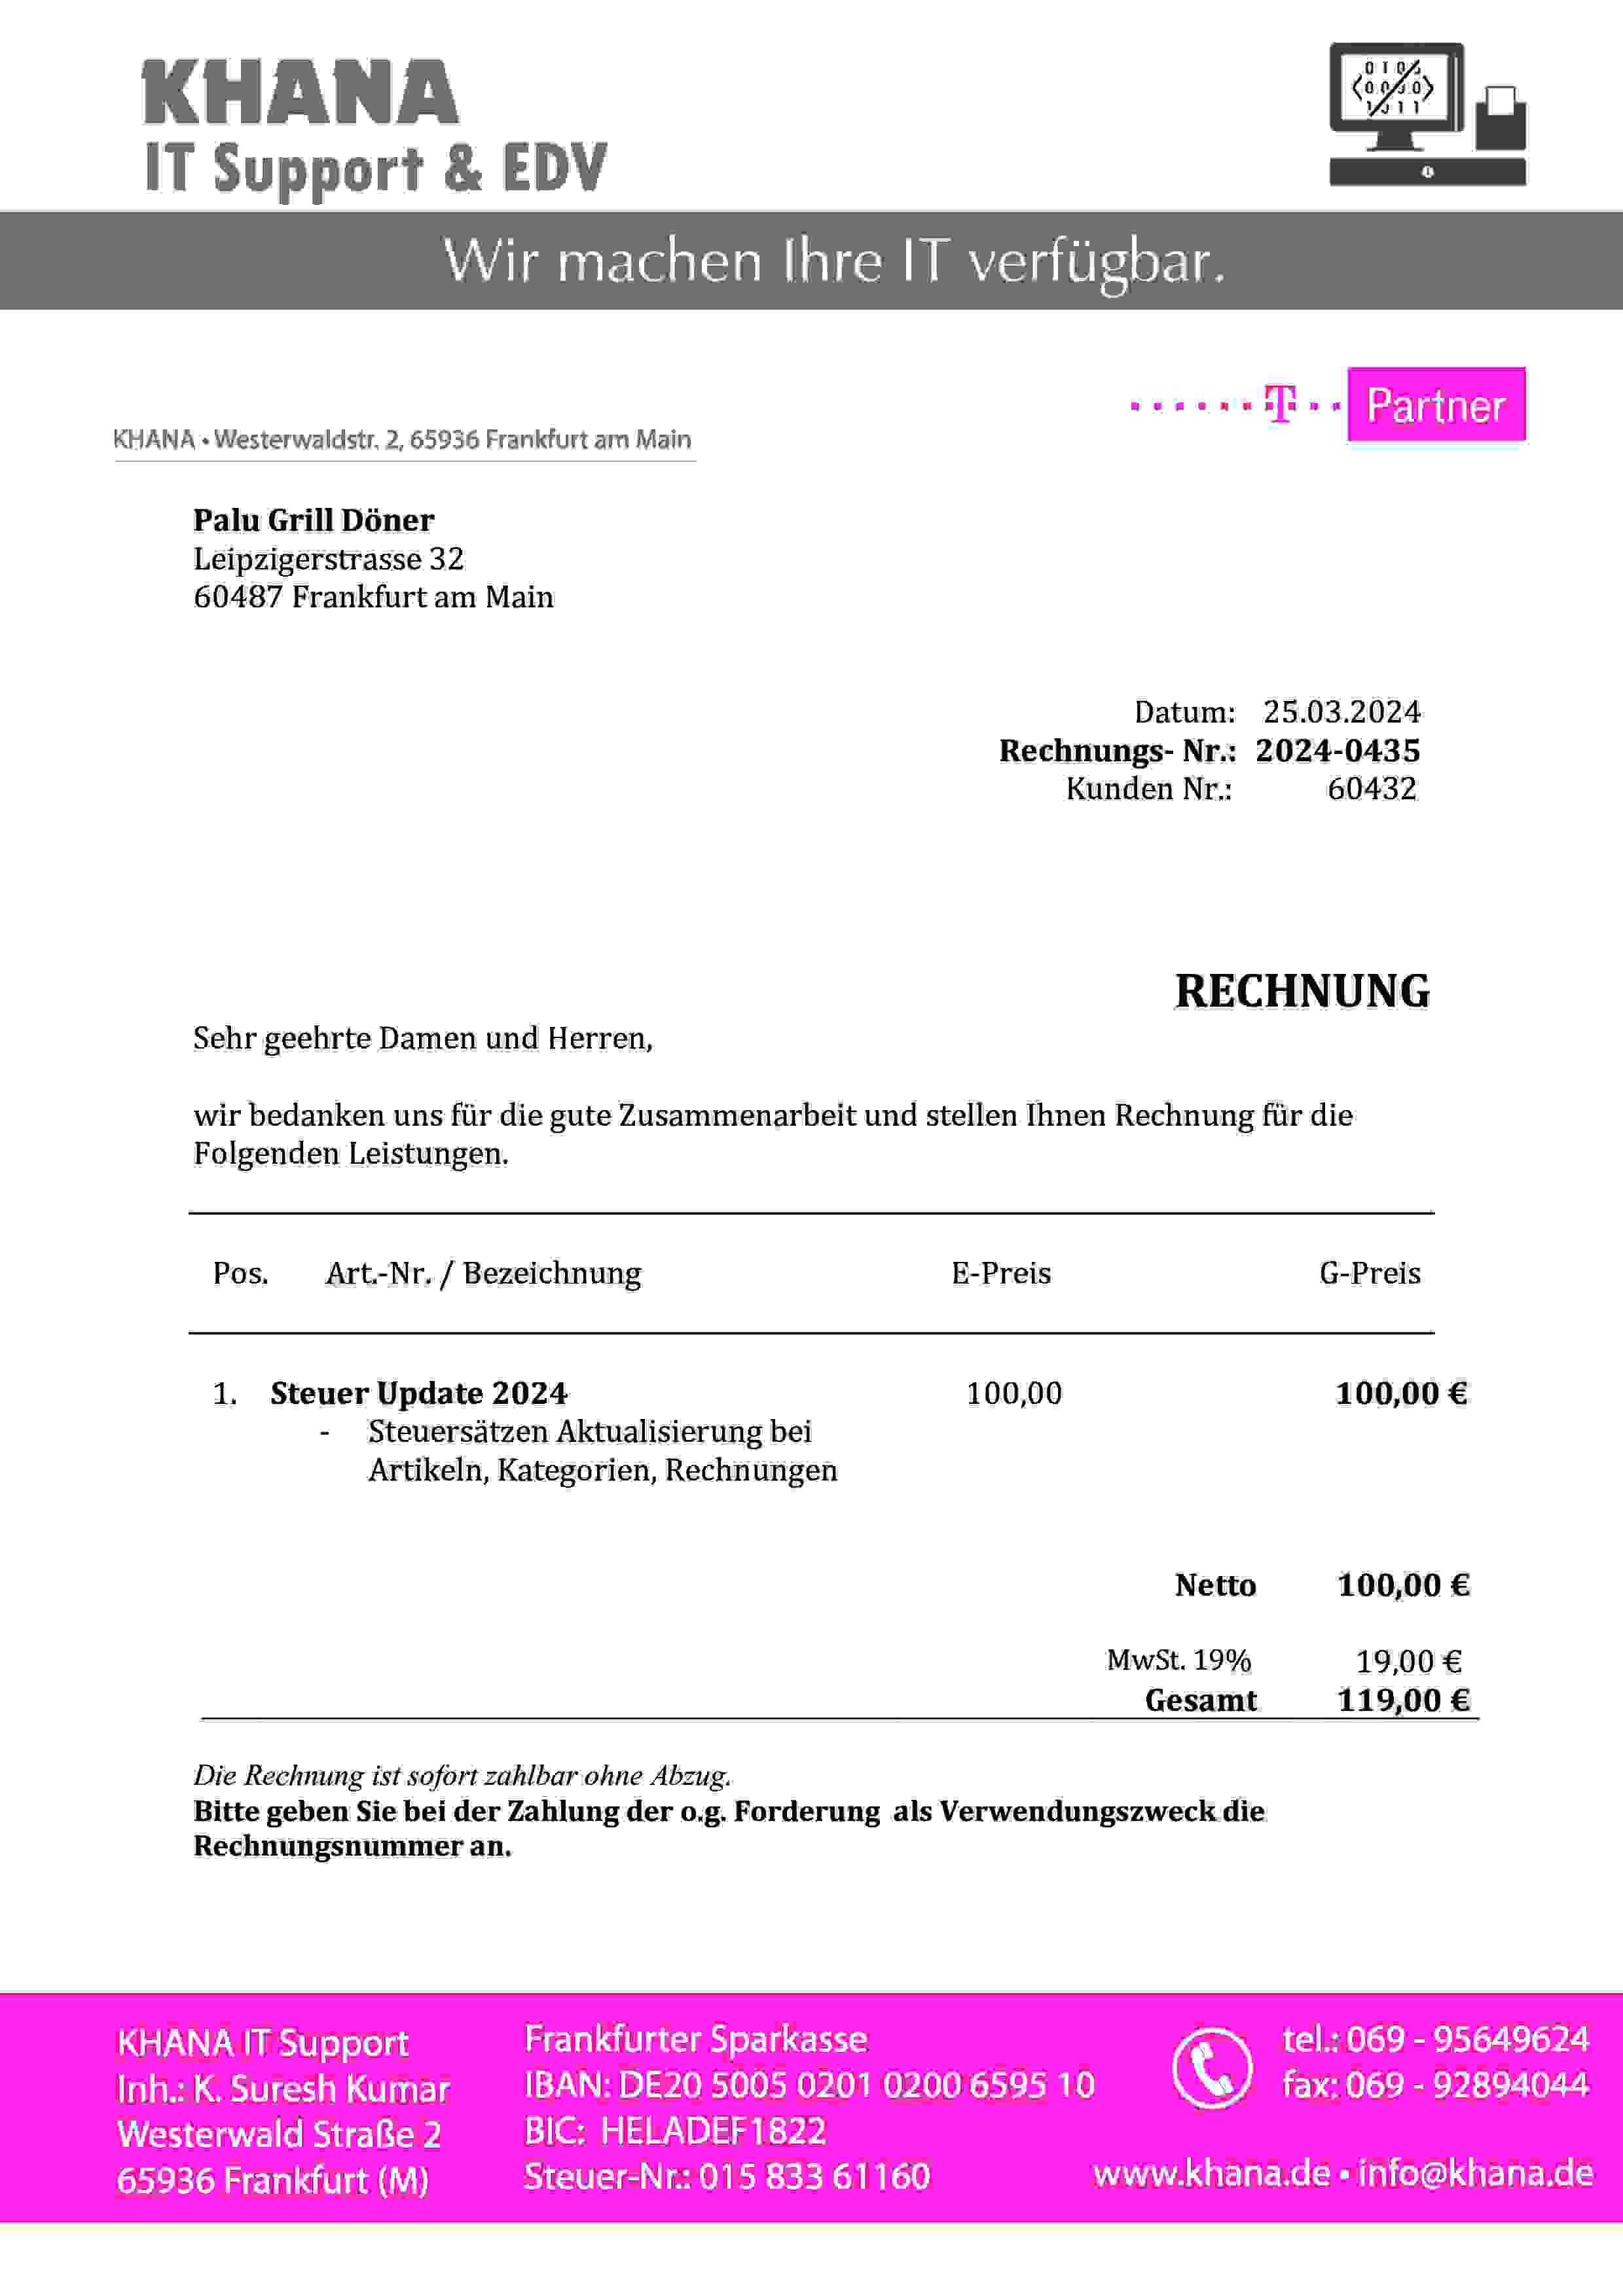 KHANA
IT Support & EDV
Wir machen Ihre IT verfügbar.
T Partner
KHANA • Westerwaldstr. 2, 65936 Frankfurt am Main
Palu Grill Döner
Leipzigerstrasse 32
60487 Frankfurt am Main
Datum: 25.03.2024
Rechnungs- Nr.: 2024-0435
Kunden Nr.: 60432
RECHNUNG
Sehr geehrte Damen und Herren,
wir bedanken uns für die gute Zusammenarbeit und stellen Ihnen Rechnung für die
Folgenden Leistungen.
Pos. Art.-Nr. / Bezeichnung E-Preis G-Preis
1. Steuer Update 2024 100,00 100,00 €
- Steuersätzen Aktualisierung bei
Artikeln, Kategorien, Rechnungen
Netto 100,00 €
MwSt. 19% 19,00 €
Gesamt 119,00 €
Die Rechnung ist sofort zahlbar ohne Abzug.
Bitte geben Sie bei der Zahlung der o.g. Forderung als Verwendungszweck die
Rechnungsnummer an.
KHANA IT Support
Inh.: K. Suresh Kumar
Westerwald Straße 2
65936 Frankfurt (M)
Frankfurter Sparkasse
IBAN: DE20 5005 0201 0200 6595 10
BIC: HELADEF1822
Steuer-Nr.: 015 833 61160
tel.: 069 - 95649624
fax: 069 - 92894044
www.khana.de • info@khana.de